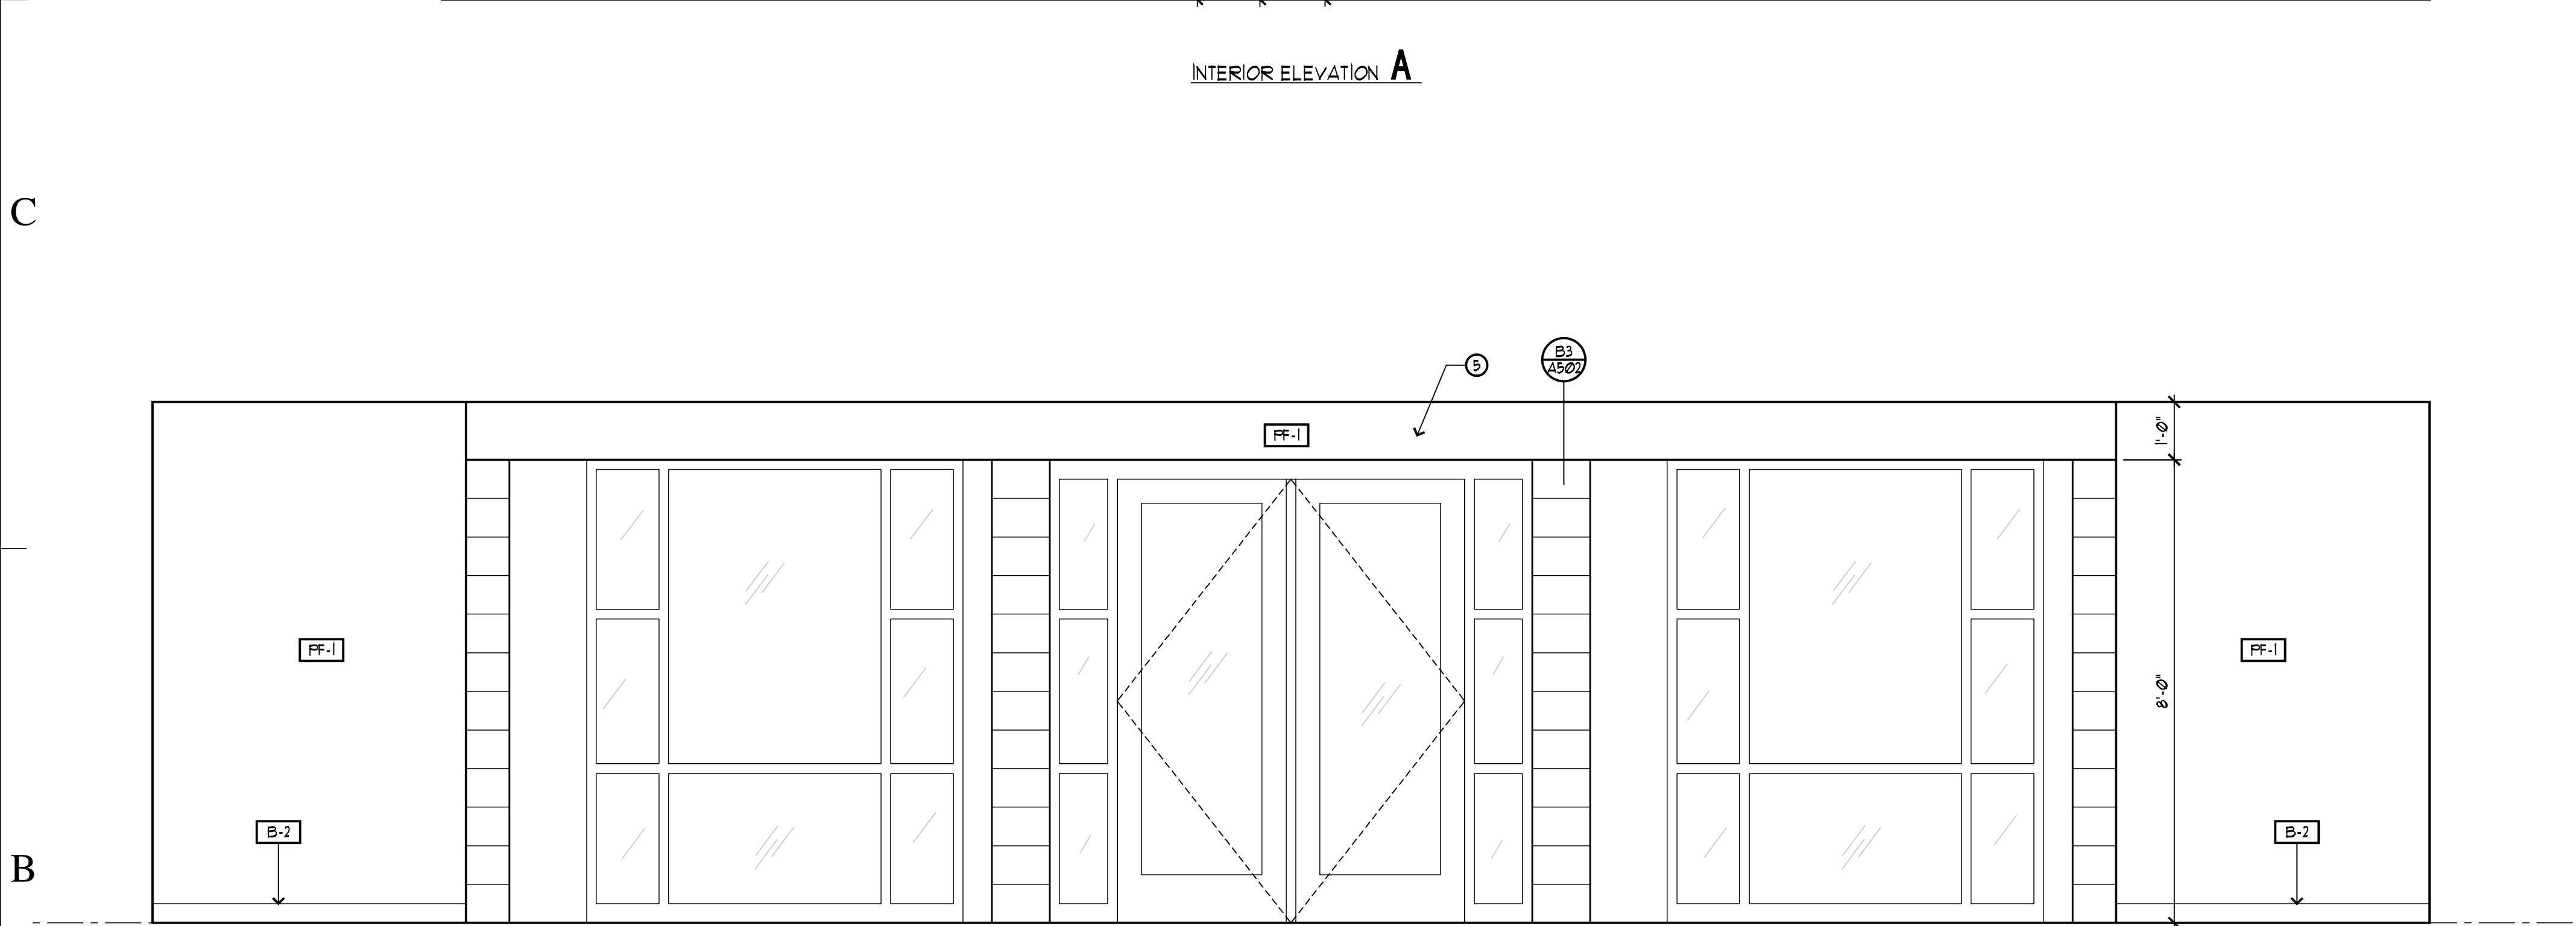 INTERIOR ELEVATION A
C
B3
A502
5
1'-0"
PF-1
PF-1
PF-1
8'-0"
B-2
B-2
B